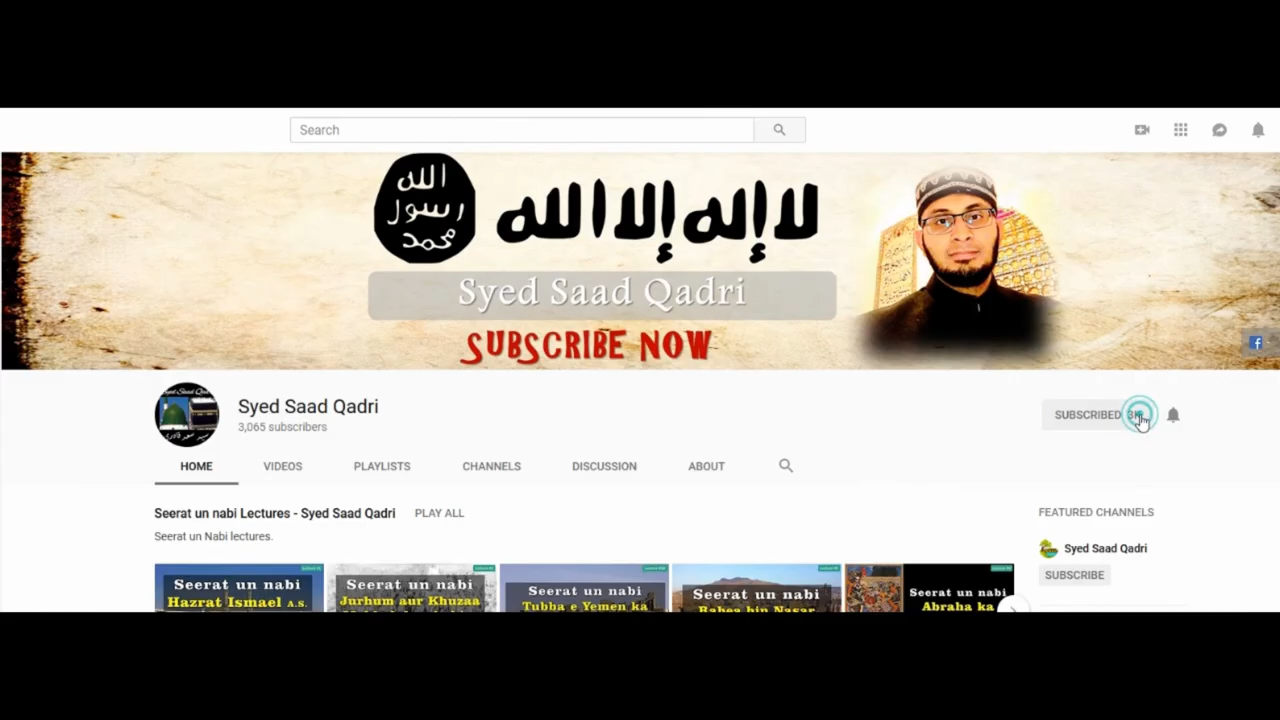 Search
الله
رسول
محمد
لا إله إلا الله
Syed Saad Qadri
SUBSCRIBE NOW
Syed Saad Qadri
3,065 subscribers
SUBSCRIBED
HOME VIDEOS PLAYLISTS CHANNELS DISCUSSION ABOUT
Seerat un nabi Lectures - Syed Saad Qadri PLAY ALL
Seerat un Nabi lectures.
FEATURED CHANNELS
Syed Saad Qadri
SUBSCRIBE
Seerat un nabi
Hazrat Ismael A.S.
Seerat un nabi
Jurhum aur Khuzaa
Seerat un nabi
Tubba e Yemen ka
Seerat un nabi
Rabea bin Nasar
Seerat un nabi
Abraha ka